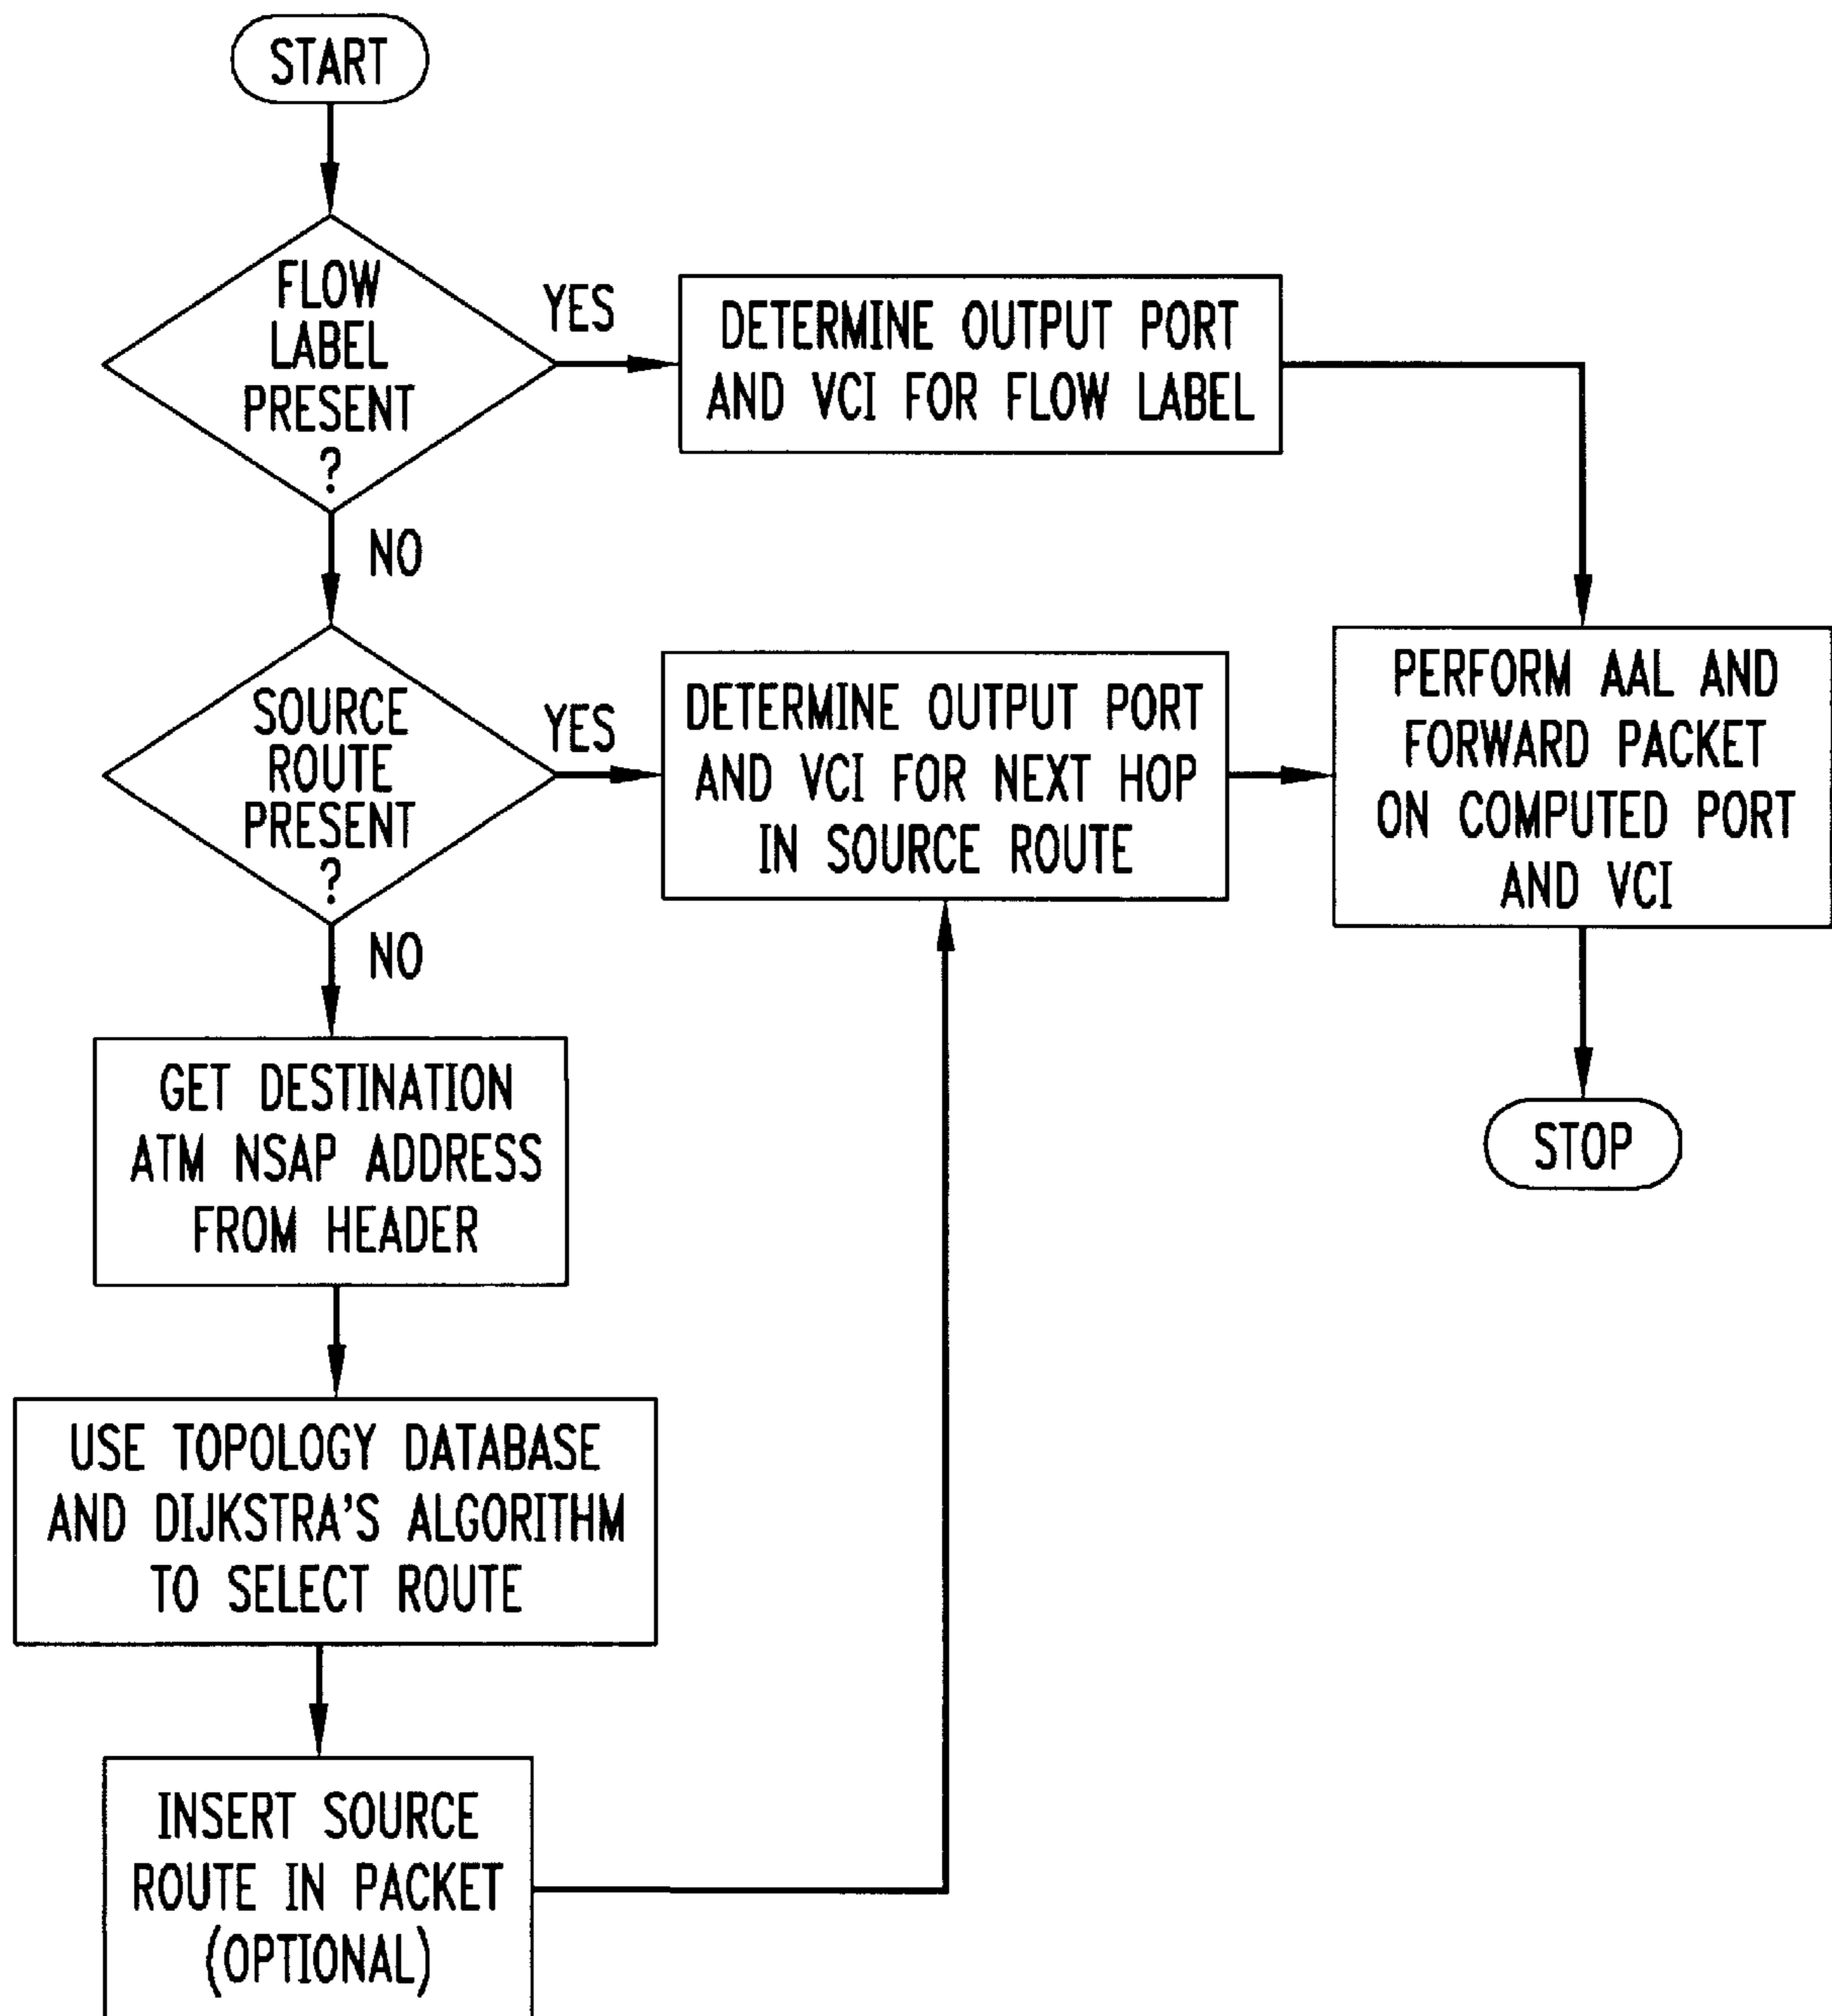 START
FLOW
LABEL
PRESENT
?
YES
DETERMINE OUTPUT PORT
AND VCI FOR FLOW LABEL
NO
SOURCE
ROUTE
PRESENT
?
YES
DETERMINE OUTPUT PORT
AND VCI FOR NEXT HOP
IN SOURCE ROUTE
PERFORM AAL AND
FORWARD PACKET
ON COMPUTED PORT
AND VCI
NO
GET DESTINATION
ATM NSAP ADDRESS
FROM HEADER
STOP
USE TOPOLOGY DATABASE
AND DIJKSTRA'S ALGORITHM
TO SELECT ROUTE
INSERT SOURCE
ROUTE IN PACKET
(OPTIONAL)